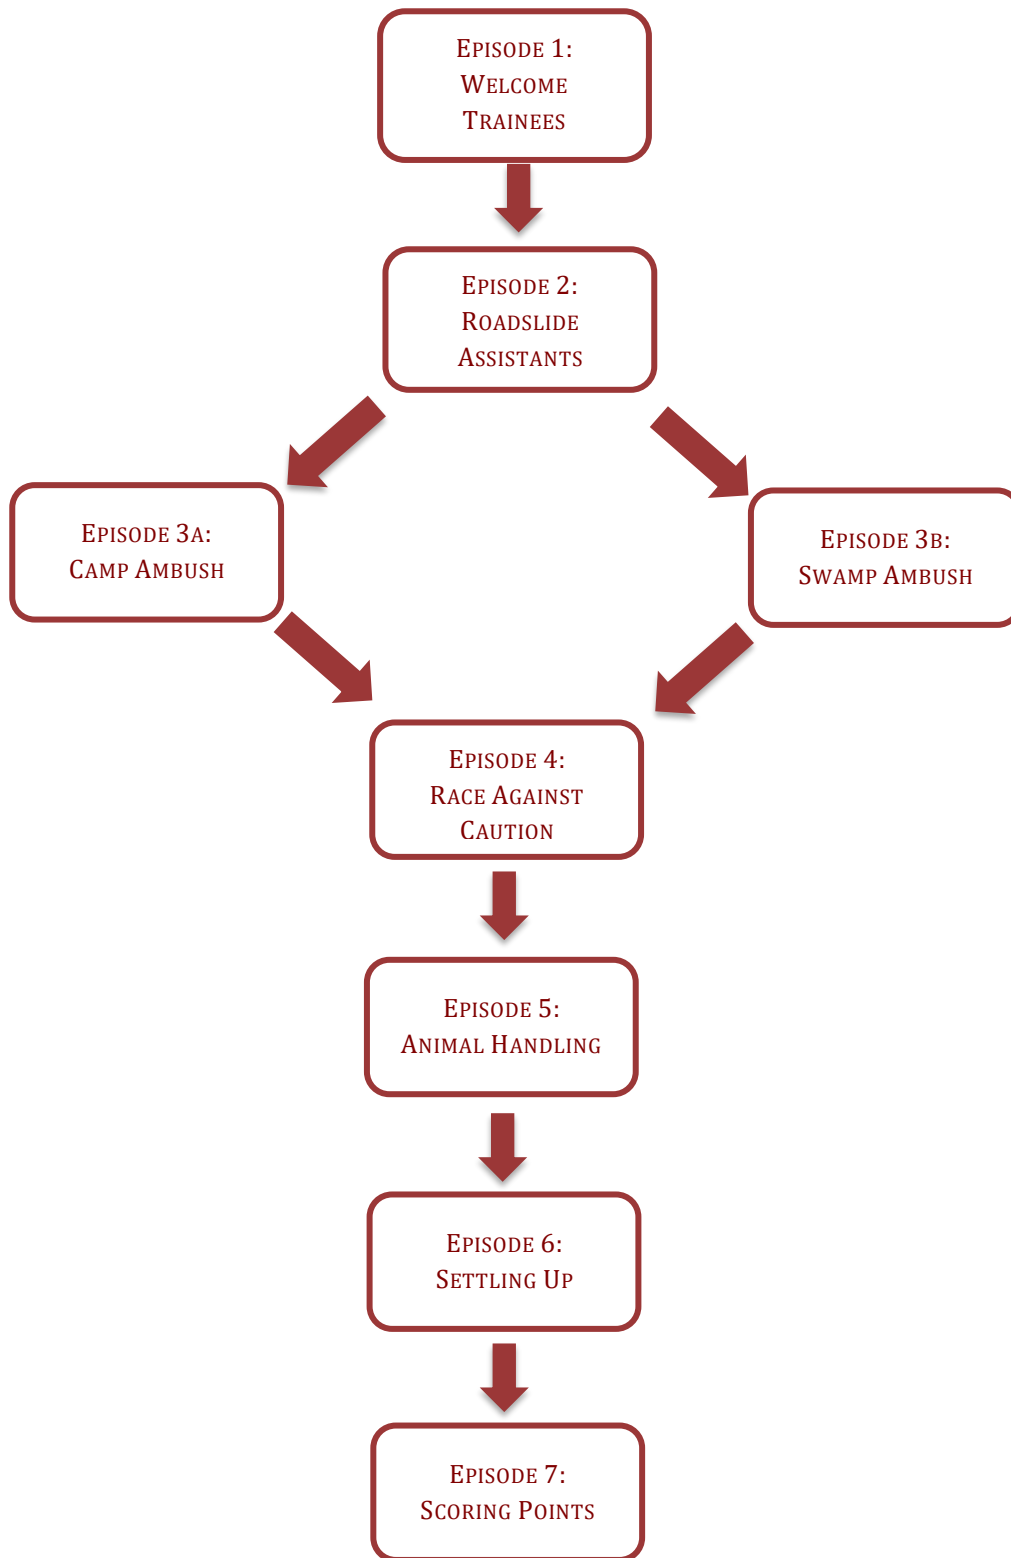 EPISODE 1:
WELCOME
TRAINEES
EPISODE 2:
ROADSLIDE
ASSISTANTS
EPISODE 3A:
CAMP AMBUSH
EPISODE 3B:
SWAMP AMBUSH
EPISODE 4:
RACE AGAINST
CAUTION
EPISODE 5:
ANIMAL HANDLING
EPISODE 6:
SETTLING UP
EPISODE 7:
SCORING POINTS